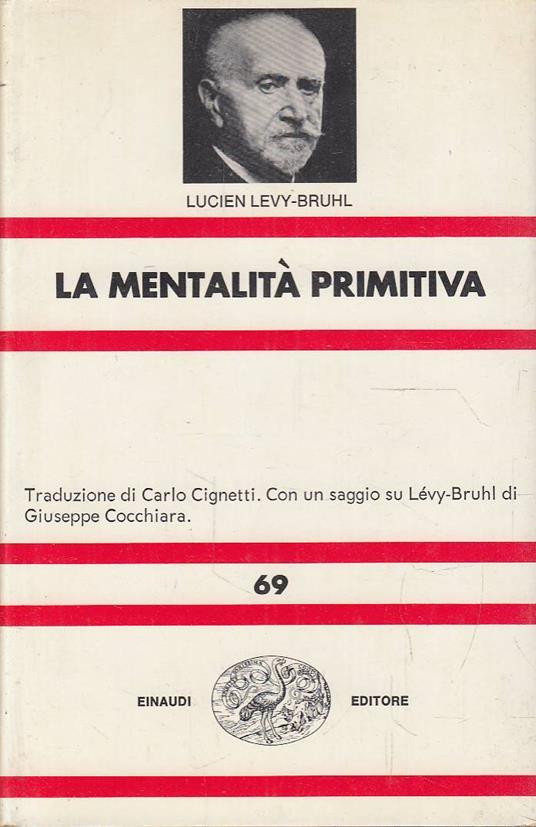 LUCIEN LEVY-BRUHL
LA MENTALITÀ PRIMITIVA
Traduzione di Carlo Cignetti. Con un saggio su Lévy-Bruhl di
Giuseppe Cocchiara.
69
EINAUDI EDITORE